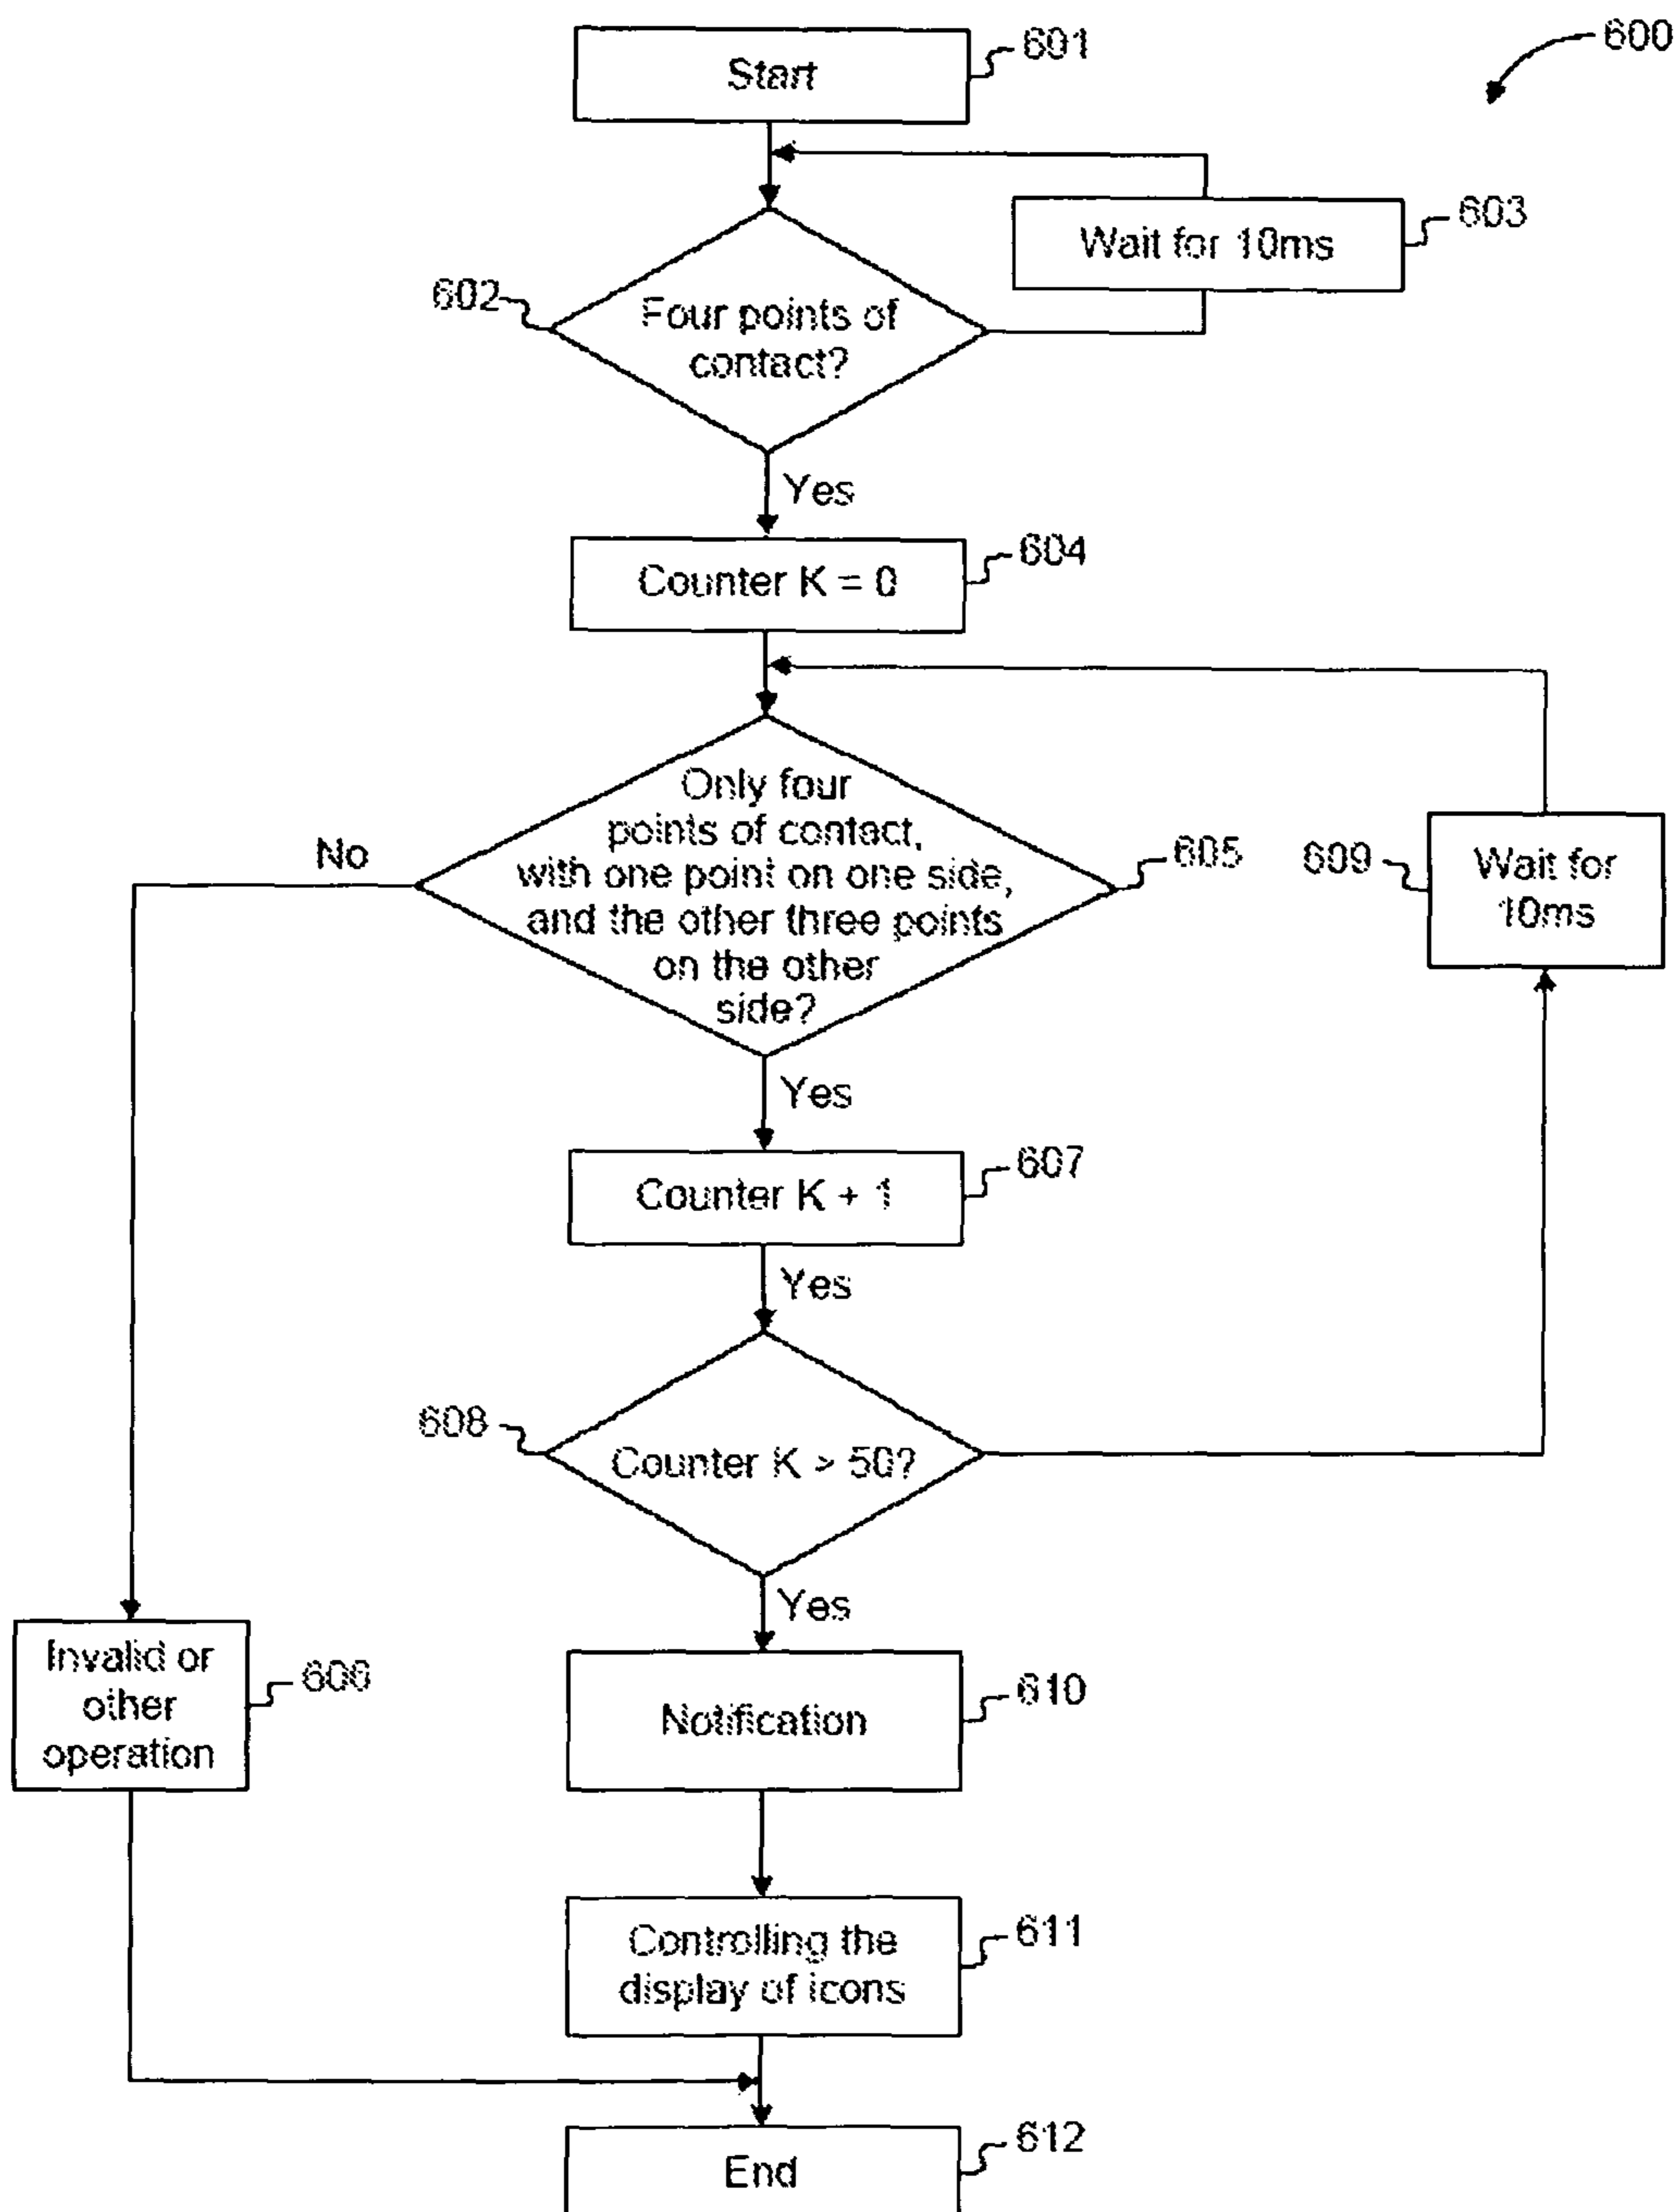 600
Start
601
Wait for 10ms
603
602
Four points of
contact?
Yes
Counter K = 0
604
Only four
points of contact,
with one point on one side,
and the other three points
on the other
side?
605
No
609
Wait for
10ms
Yes
Counter K + 1
607
Yes
608
Counter K > 50?
Yes
Invalid or
other
operation
606
Notification
610
Controlling the
display of icons
611
End
612